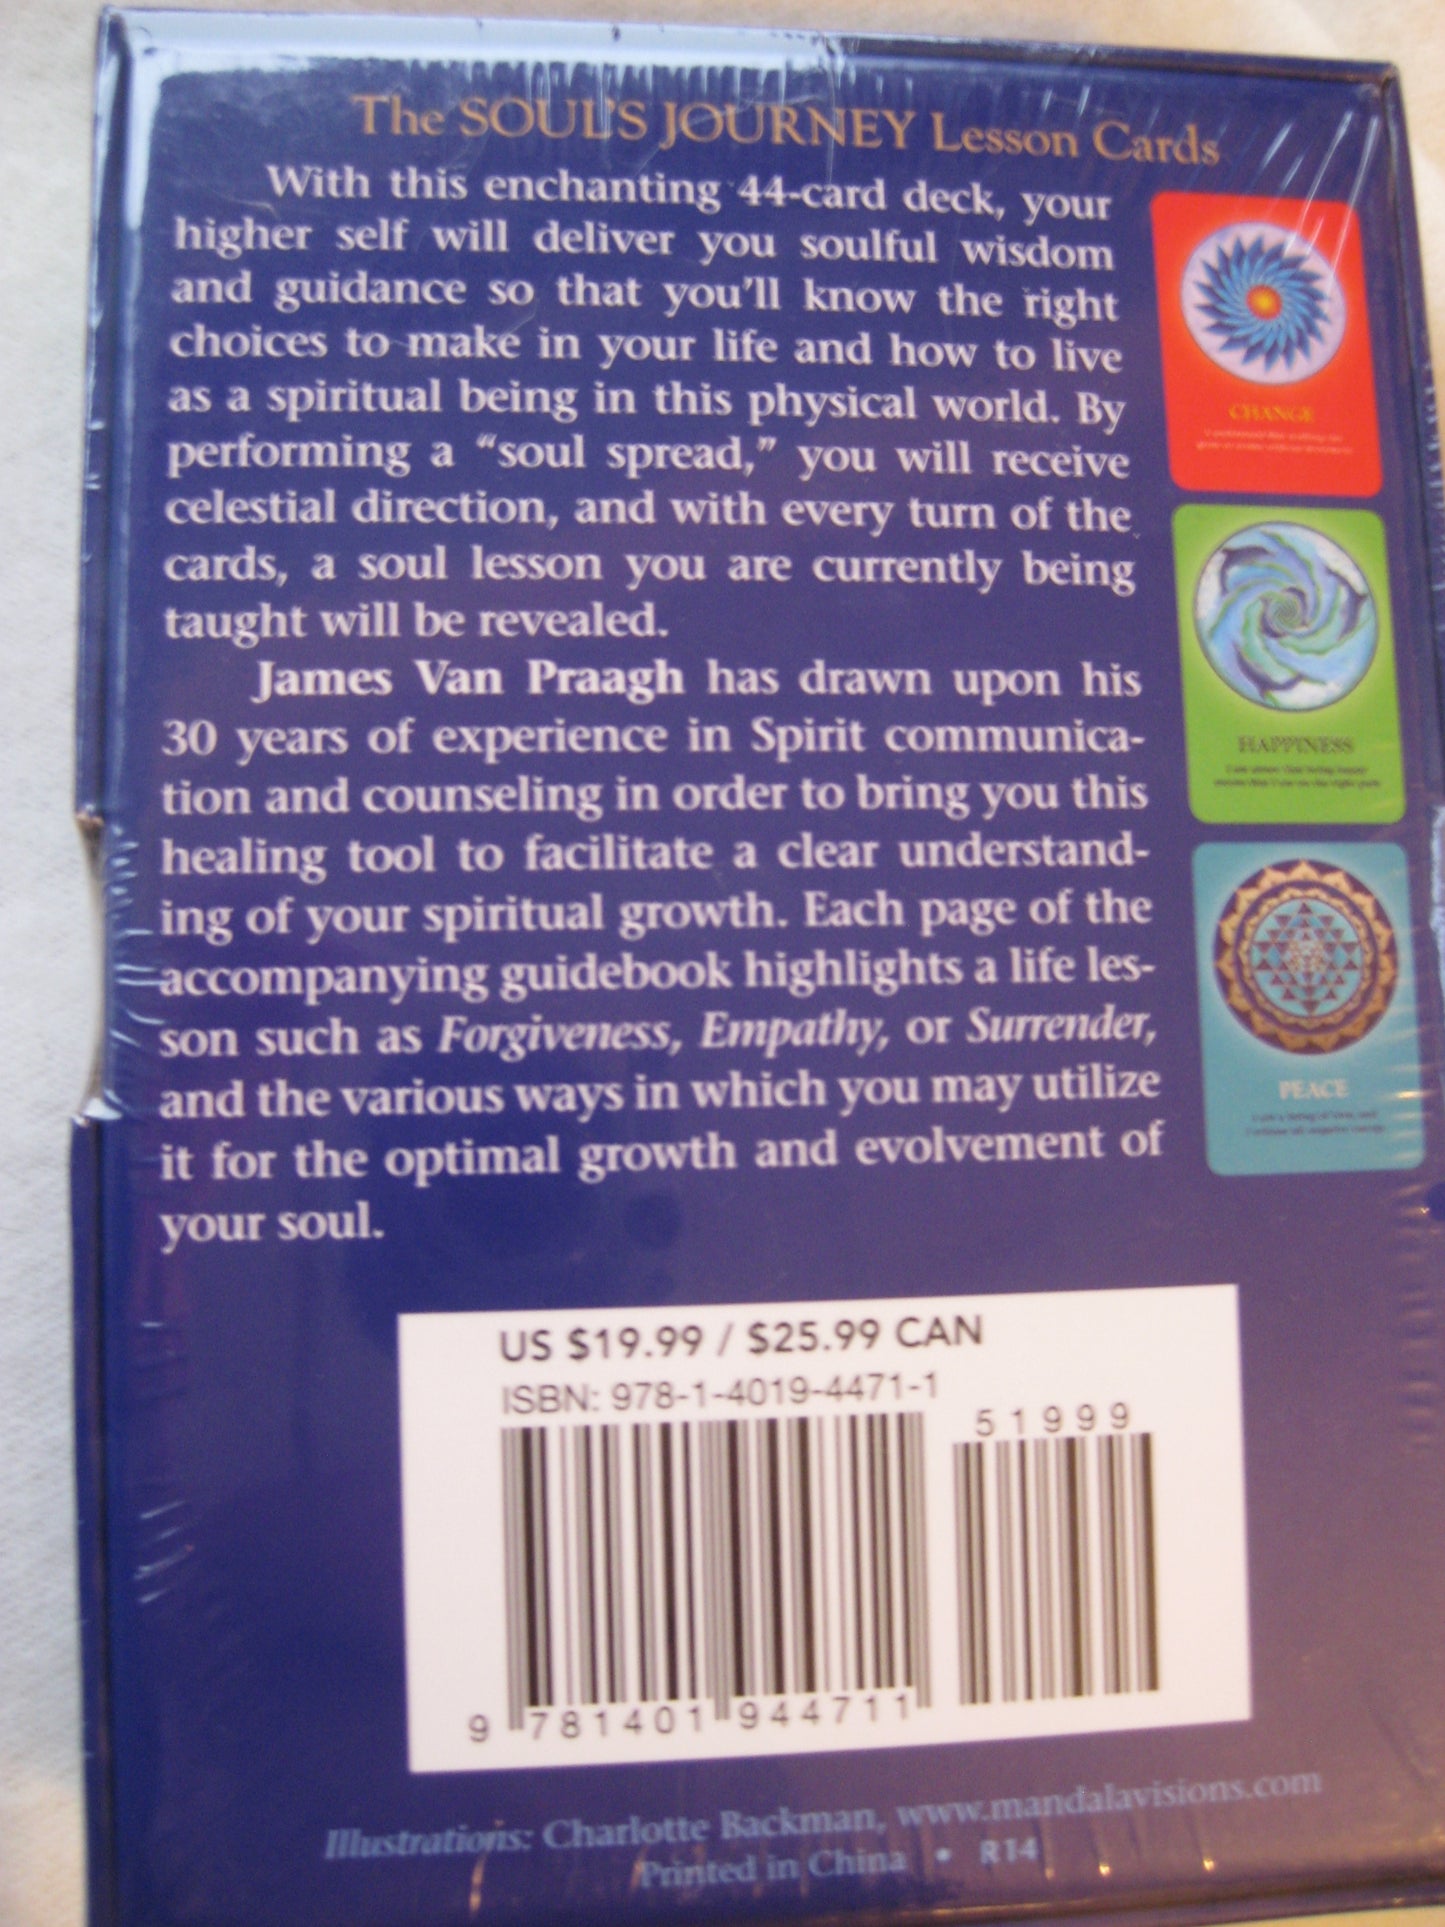 The SOUL'S JOURNEY Lesson Cards
With this enchanting 44-card deck, your
higher self will deliver you soulful wisdom
and guidance so that you'll know the right
choices to make in your life and how to live
as a spiritual being in this physical world. By
performing a "soul spread," you will receive
celestial direction, and with every turn of the
cards, a soul lesson you are currently being
taught will be revealed.
James Van Praagh has drawn upon his
30 years of experience in Spirit communica-
tion and counseling in order to bring you this
healing tool to facilitate a clear understand-
ing of your spiritual growth. Each page of the
accompanying guidebook highlights a life les-
son such as Forgiveness, Empathy, or Surrender,
and the various ways in which you may utilize
it for the optimal growth and evolvement of
your soul.
CHANGE
HAPPINESS
PEACE
I am a being of love, and
US $19.99 / $25.99 CAN
ISBN: 978-1-4019-4471-1
51999
9 781401 944711
Illustrations: Charlotte Backman, www.mandalavisions.com
Printed in China • R14